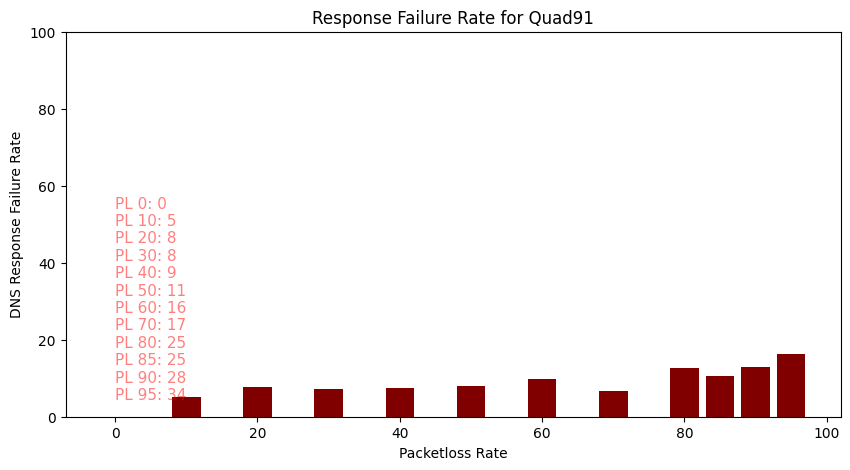 Response Failure Rate for Quad91
100
80
60
40
20
0
DNS Response Failure Rate
PL 0: 0
PL 10: 5
PL 20: 8
PL 30: 8
PL 40: 9
PL 50: 11
PL 60: 16
PL 70: 17
PL 80: 25
PL 85: 25
PL 90: 28
PL 95: 34
0 20 40 60 80 100
Packetloss Rate